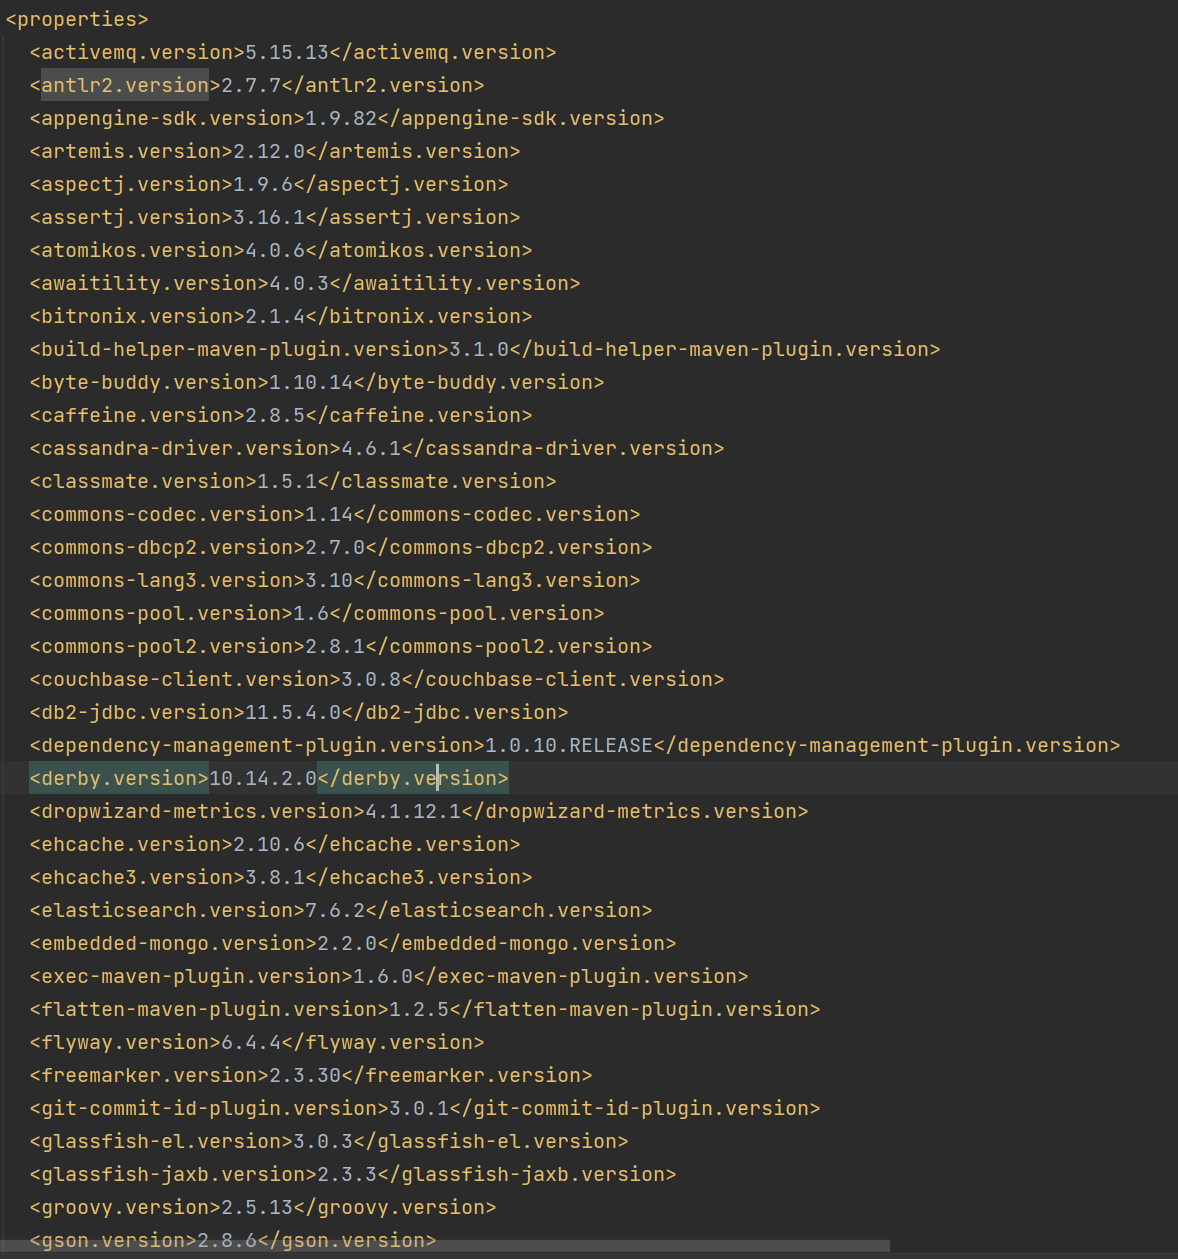 <properties>
<activemq.version>5.15.13</activemq.version>
<antlr2.version>2.7.7</antlr2.version>
<appengine-sdk.version>1.9.82</appengine-sdk.version>
<artemis.version>2.12.0</artemis.version>
<aspectj.version>1.9.6</aspectj.version>
<assertj.version>3.16.1</assertj.version>
<atomikos.version>4.0.6</atomikos.version>
<awaitility.version>4.0.3</awaitility.version>
<bitronix.version>2.1.4</bitronix.version>
<build-helper-maven-plugin.version>3.1.0</build-helper-maven-plugin.version>
<byte-buddy.version>1.10.14</byte-buddy.version>
<caffeine.version>2.8.5</caffeine.version>
<cassandra-driver.version>4.6.1</cassandra-driver.version>
<classmate.version>1.5.1</classmate.version>
<commons-codec.version>1.14</commons-codec.version>
<commons-dbcp2.version>2.7.0</commons-dbcp2.version>
<commons-lang3.version>3.10</commons-lang3.version>
<commons-pool.version>1.6</commons-pool.version>
<commons-pool2.version>2.8.1</commons-pool2.version>
<couchbase-client.version>3.0.8</couchbase-client.version>
<db2-jdbc.version>11.5.4.0</db2-jdbc.version>
<dependency-management-plugin.version>1.0.10.RELEASE</dependency-management-plugin.version>
<derby.version>10.14.2.0</derby.version>
<dropwizard-metrics.version>4.1.12.1</dropwizard-metrics.version>
<ehcache.version>2.10.6</ehcache.version>
<ehcache3.version>3.8.1</ehcache3.version>
<elasticsearch.version>7.6.2</elasticsearch.version>
<embedded-mongo.version>2.2.0</embedded-mongo.version>
<exec-maven-plugin.version>1.6.0</exec-maven-plugin.version>
<flatten-maven-plugin.version>1.2.5</flatten-maven-plugin.version>
<flyway.version>6.4.4</flyway.version>
<freemarker.version>2.3.30</freemarker.version>
<git-commit-id-plugin.version>3.0.1</git-commit-id-plugin.version>
<glassfish-el.version>3.0.3</glassfish-el.version>
<glassfish-jaxb.version>2.3.3</glassfish-jaxb.version>
<groovy.version>2.5.13</groovy.version>
<gson.version>2.8.6</gson.version>